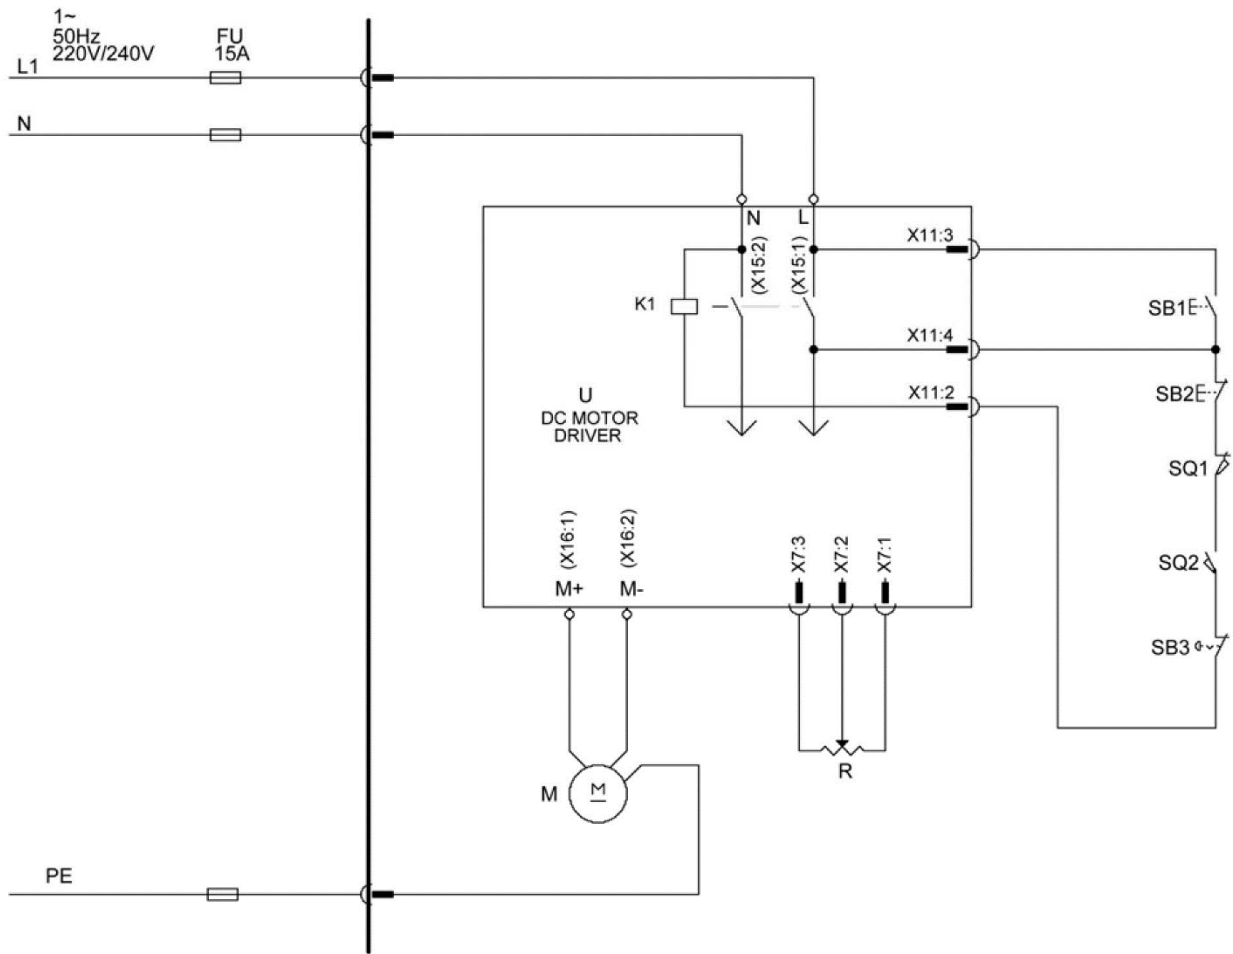 1~
50Hz
220V/240V
FU
15A
L1
N
N
L
(X15:2)
(X15:1)
X11:3
K1
SB1
X11:4
X11:2
SB2
U
DC MOTOR
DRIVER
SQ1
(X16:1)
(X16:2)
X7:3
X7:2
X7:1
SQ2
M+
M-
SB3
R
M
M
PE